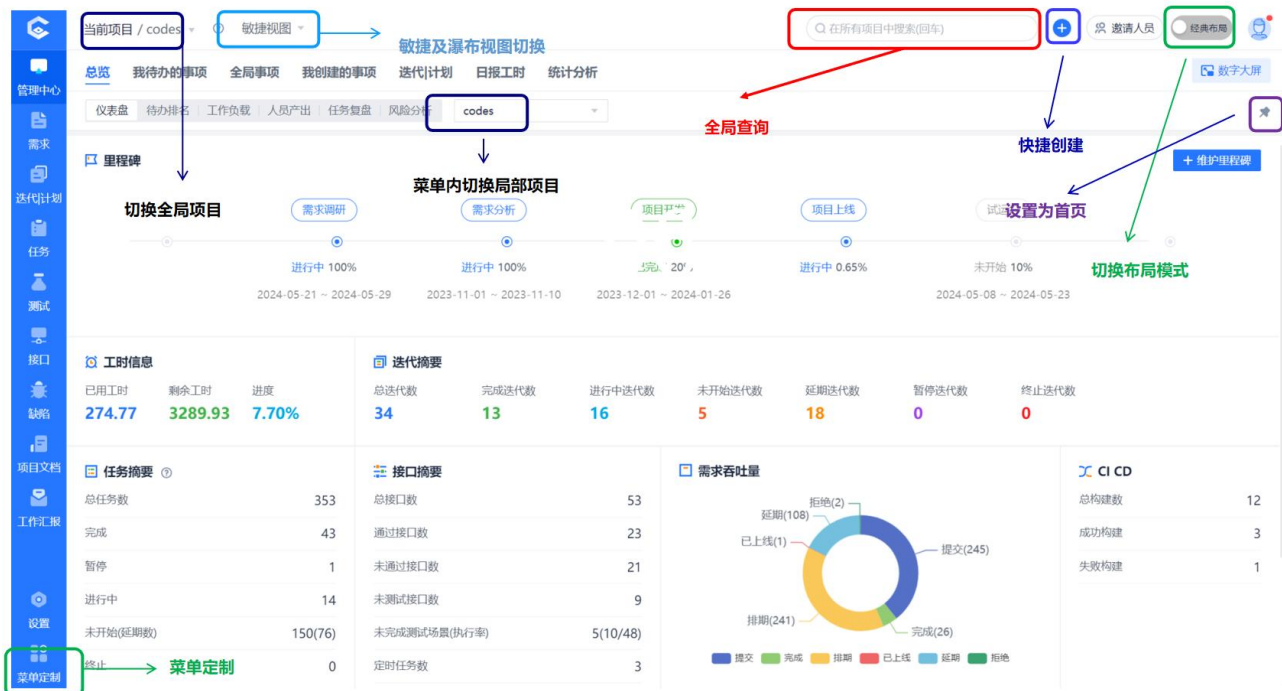 当前项目 / codes
敏捷视图
在所有项目中搜索(回车)
邀请人员
经典布局
敏捷及瀑布视图切换
总览 我待办的事项 全局事项 我创建的事项 迭代|计划 日报工时 统计分析
数字大屏
仪表盘 待办排名 工作负载 人员产出 任务复盘 风险分析 codes
全局查询
快捷创建
里程碑
维护里程碑
菜单内切换局部项目
切换全局项目
设置为首页
需求调研 需求分析 项目开发 项目上线
进行中 100% 进行中 100% 进行中 0.65% 未开始 10%
切换布局模式
2024-05-21 ~ 2024-05-29 2023-11-01 ~ 2023-11-10 2023-12-01 ~ 2024-01-26 2024-05-08 ~ 2024-05-23
管理中心
需求
迭代|计划
任务
测试
接口
缺陷
项目文档
工作汇报
设置
菜单定制
菜单定制
工时信息
已用工时 剩余工时 进度
274.77 3289.93 7.70%
迭代摘要
总迭代数 完成迭代数 进行中迭代数 未开始迭代数 延期迭代数 暂停迭代数 终止迭代数
34 13 16 5 18 0 0
任务摘要
总任务数 353
完成 43
暂停 1
进行中 14
未开始(延期数) 150(76)
终止 0
接口摘要
总接口数 53
通过接口数 23
未通过接口数 21
未测试接口数 9
未完成测试场景(执行率) 5(10/48)
定时任务数 3
需求吞吐量
拒绝(2)
延期(108)
已上线(1)
提交(245)
排期(241)
完成(26)
提交 完成 排期 已上线 延期 拒绝
CI CD
总构建数 12
成功构建 3
失败构建 1